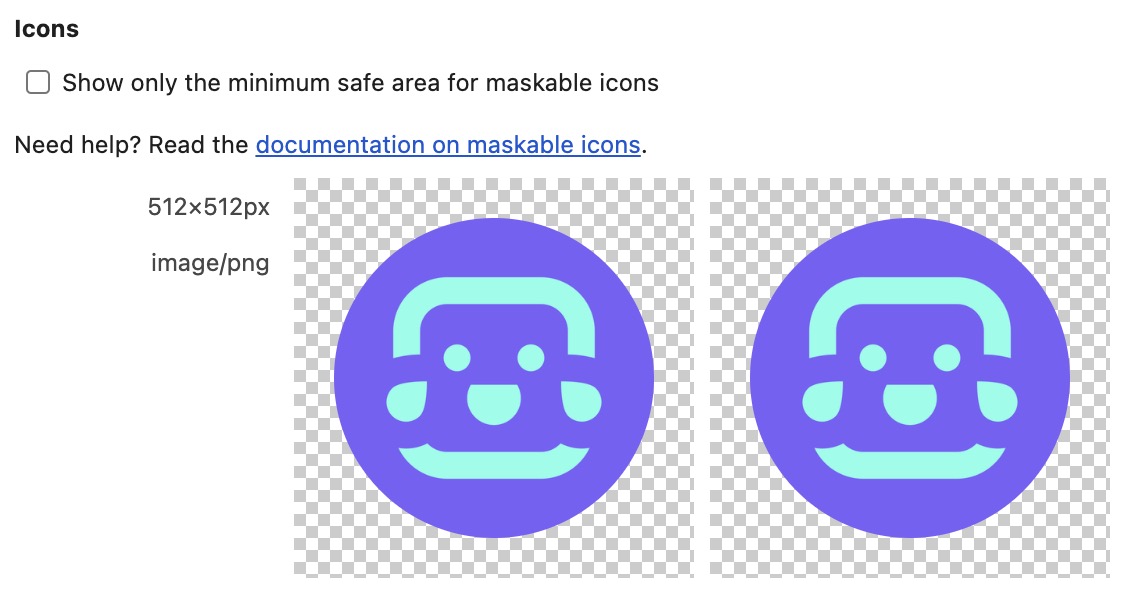 Icons
Show only the minimum safe area for maskable icons
Need help? Read the documentation on maskable icons.
512×512px
image/png